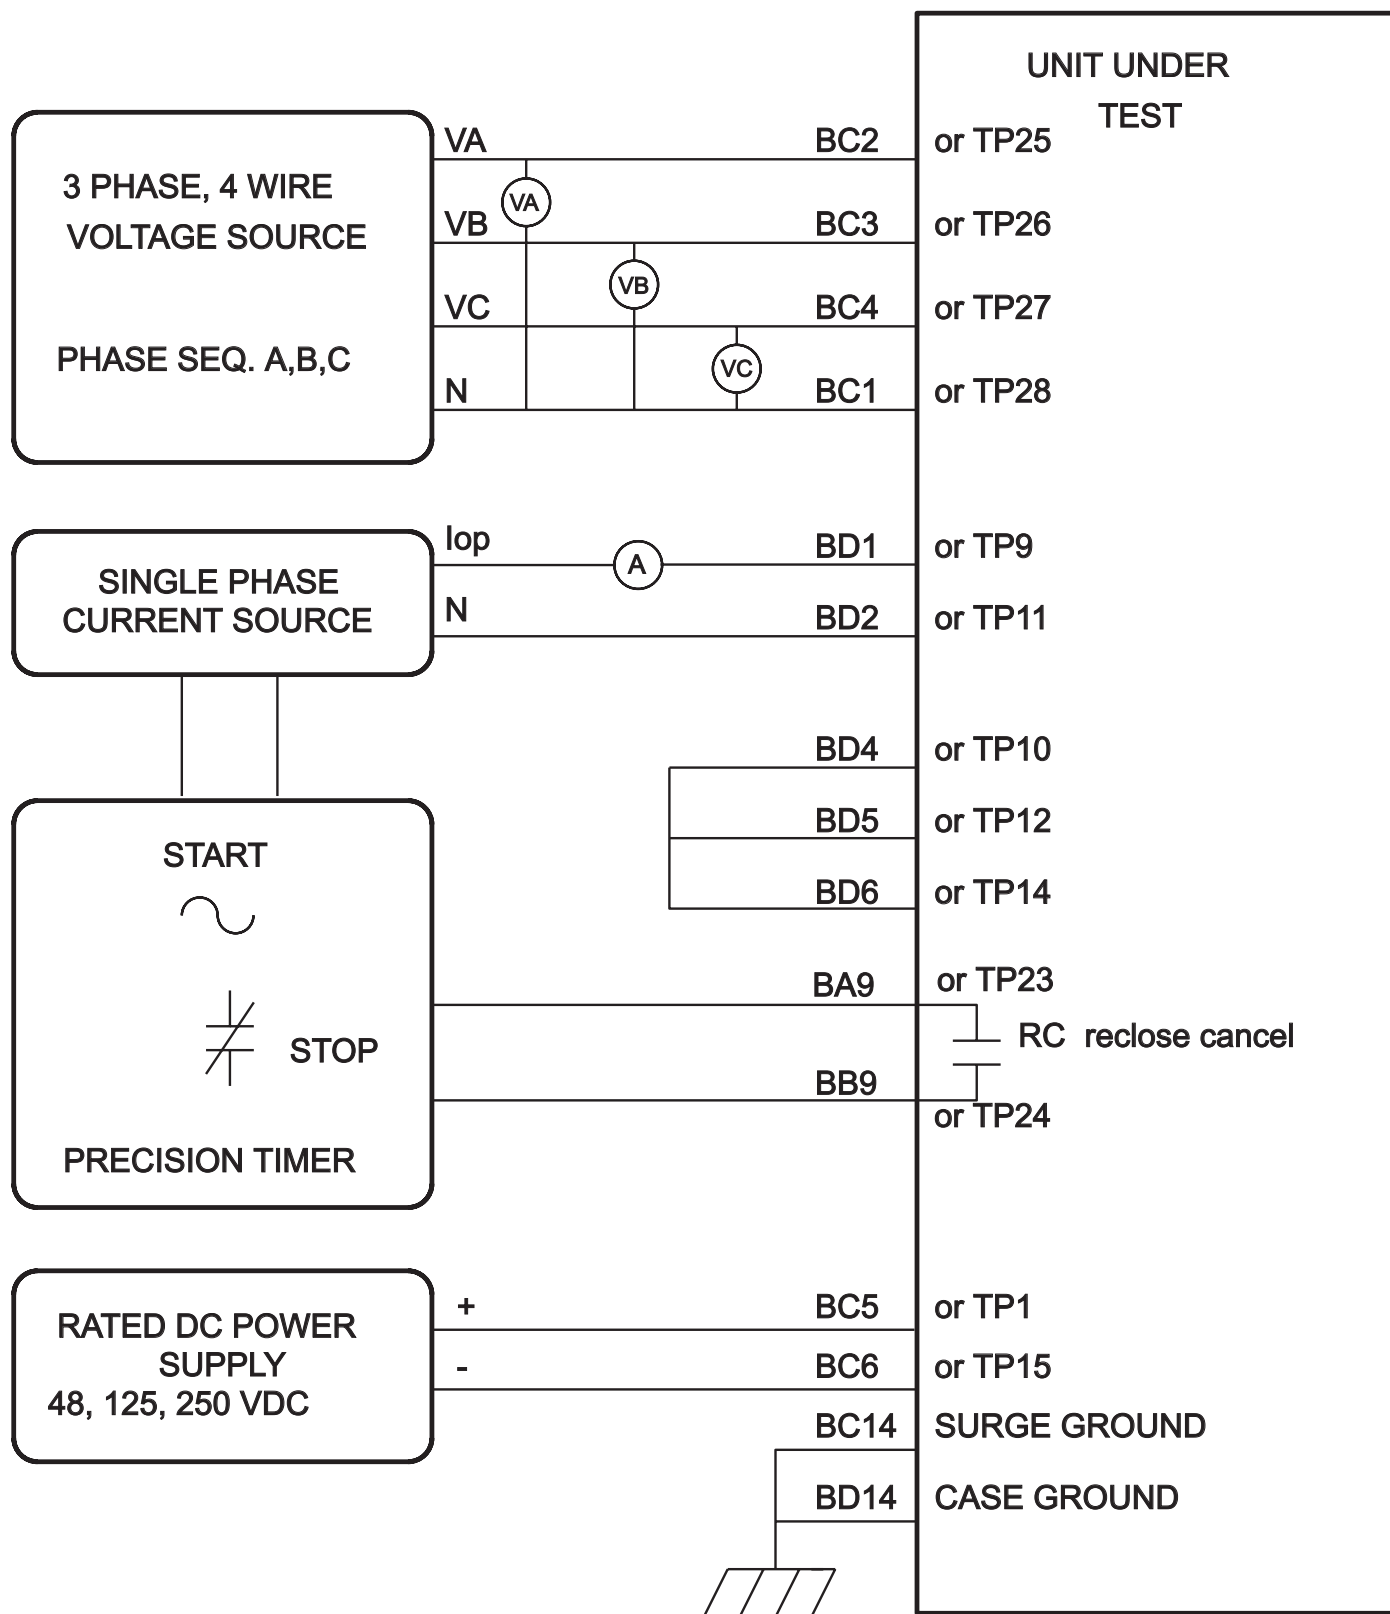 UNIT UNDER
TEST
3 PHASE, 4 WIRE
VOLTAGE SOURCE
PHASE SEQ. A,B,C
VA
VA
BC2
or TP25
VB
VB
BC3
or TP26
VC
VC
BC4
or TP27
N
BC1
or TP28
SINGLE PHASE
CURRENT SOURCE
Iop
A
BD1
or TP9
N
BD2
or TP11
BD4
or TP10
BD5
or TP12
BD6
or TP14
START
STOP
PRECISION TIMER
BA9
or TP23
RC reclose cancel
BB9
or TP24
RATED DC POWER
SUPPLY
48, 125, 250 VDC
+
BC5
or TP1
-
BC6
or TP15
BC14
SURGE GROUND
BD14
CASE GROUND